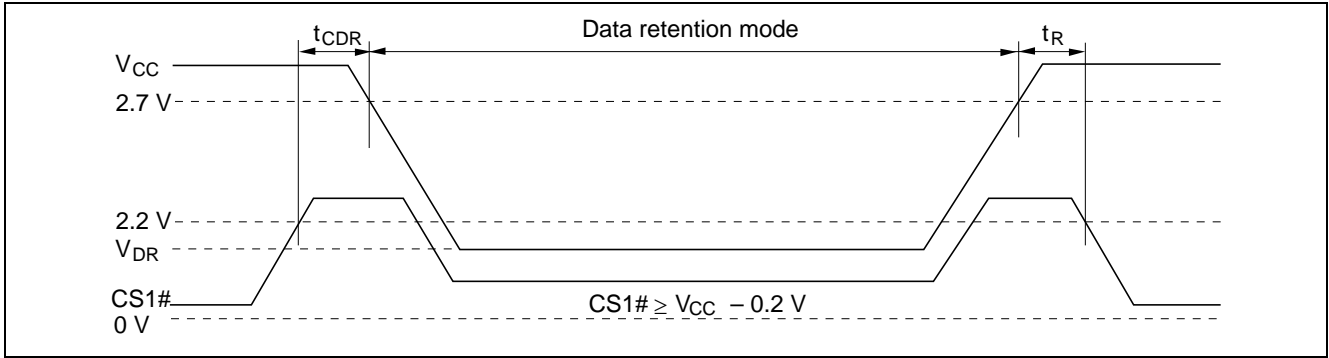 Data retention mode
tCDR
tR
VCC
2.7 V
2.2 V
VDR
CS1#
CS1# ≥ VCC – 0.2 V
0 V